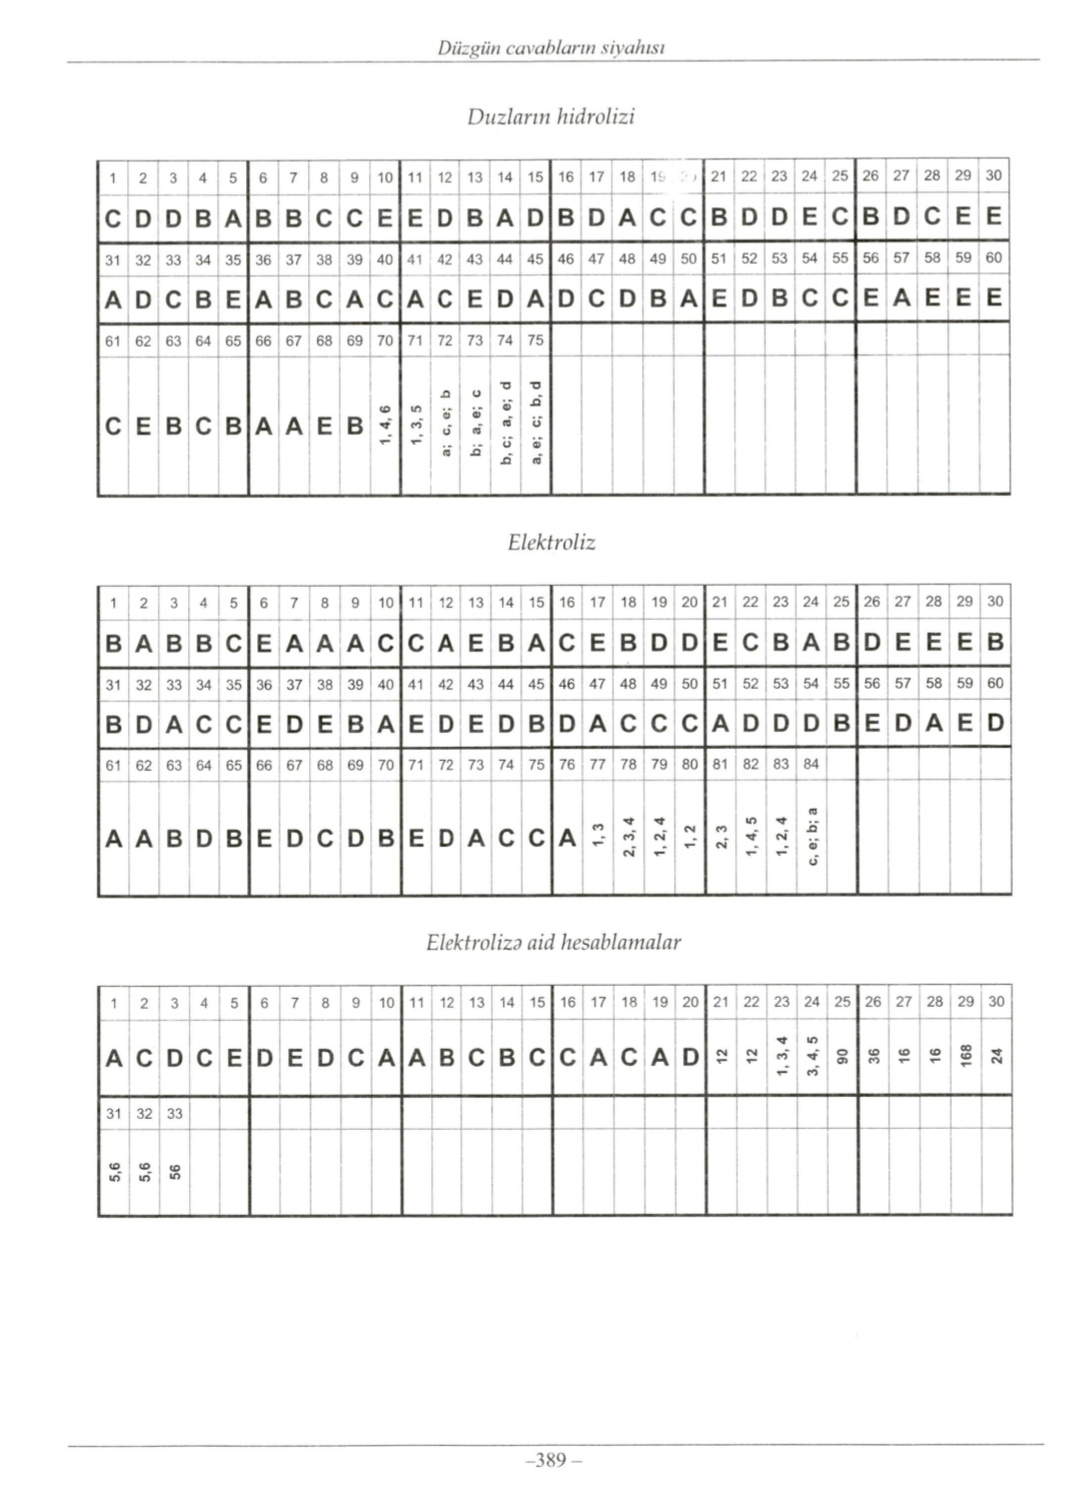 Düzgün cavabların siyahısı
Duzların hidrolizi
1 2 3 4 5 6 7 8 9 10 11 12 13 14 15 16 17 18 19 21 22 23 24 25 26 27 28 29 30
C D D B A B B C C E E D B A D B D A C C B D D E C B D C E E
31 32 33 34 35 36 37 38 39 40 41 42 43 44 45 46 47 48 49 50 51 52 53 54 55 56 57 58 59 60
A D C B E A B C A C A C E D A D C D B A E D B C C E A E E E
61 62 63 64 65 66 67 68 69 70 71 72 73 74 75
C E B C B A A E B 1, 4, 6 1, 3, 5 a; c, e; b b; a, e; c b, c; a, e; d a, e; c; b, d
Elektroliz
1 2 3 4 5 6 7 8 9 10 11 12 13 14 15 16 17 18 19 20 21 22 23 24 25 26 27 28 29 30
B A B B C E A A A C C A E B A C E B D D E C B A B D E E E B
31 32 33 34 35 36 37 38 39 40 41 42 43 44 45 46 47 48 49 50 51 52 53 54 55 56 57 58 59 60
B D A C C E D E B A E D E D B D A C C C A D D D B E D A E D
61 62 63 64 65 66 67 68 69 70 71 72 73 74 75 76 77 78 79 80 81 82 83 84
A A B D B E D C D B E D A C C A 1, 3 2, 3, 4 1, 2, 4 1, 2 2, 3 1, 4, 5 1, 2, 4 c, e; b; a
Elektrolizə aid hesablamalar
1 2 3 4 5 6 7 8 9 10 11 12 13 14 15 16 17 18 19 20 21 22 23 24 25 26 27 28 29 30
A C D C E D E D C A A B C B C C A C A D 12 12 1, 3, 4 3, 4, 5 90 36 16 16 168 24
31 32 33
5,6 5,6 56
–389 –